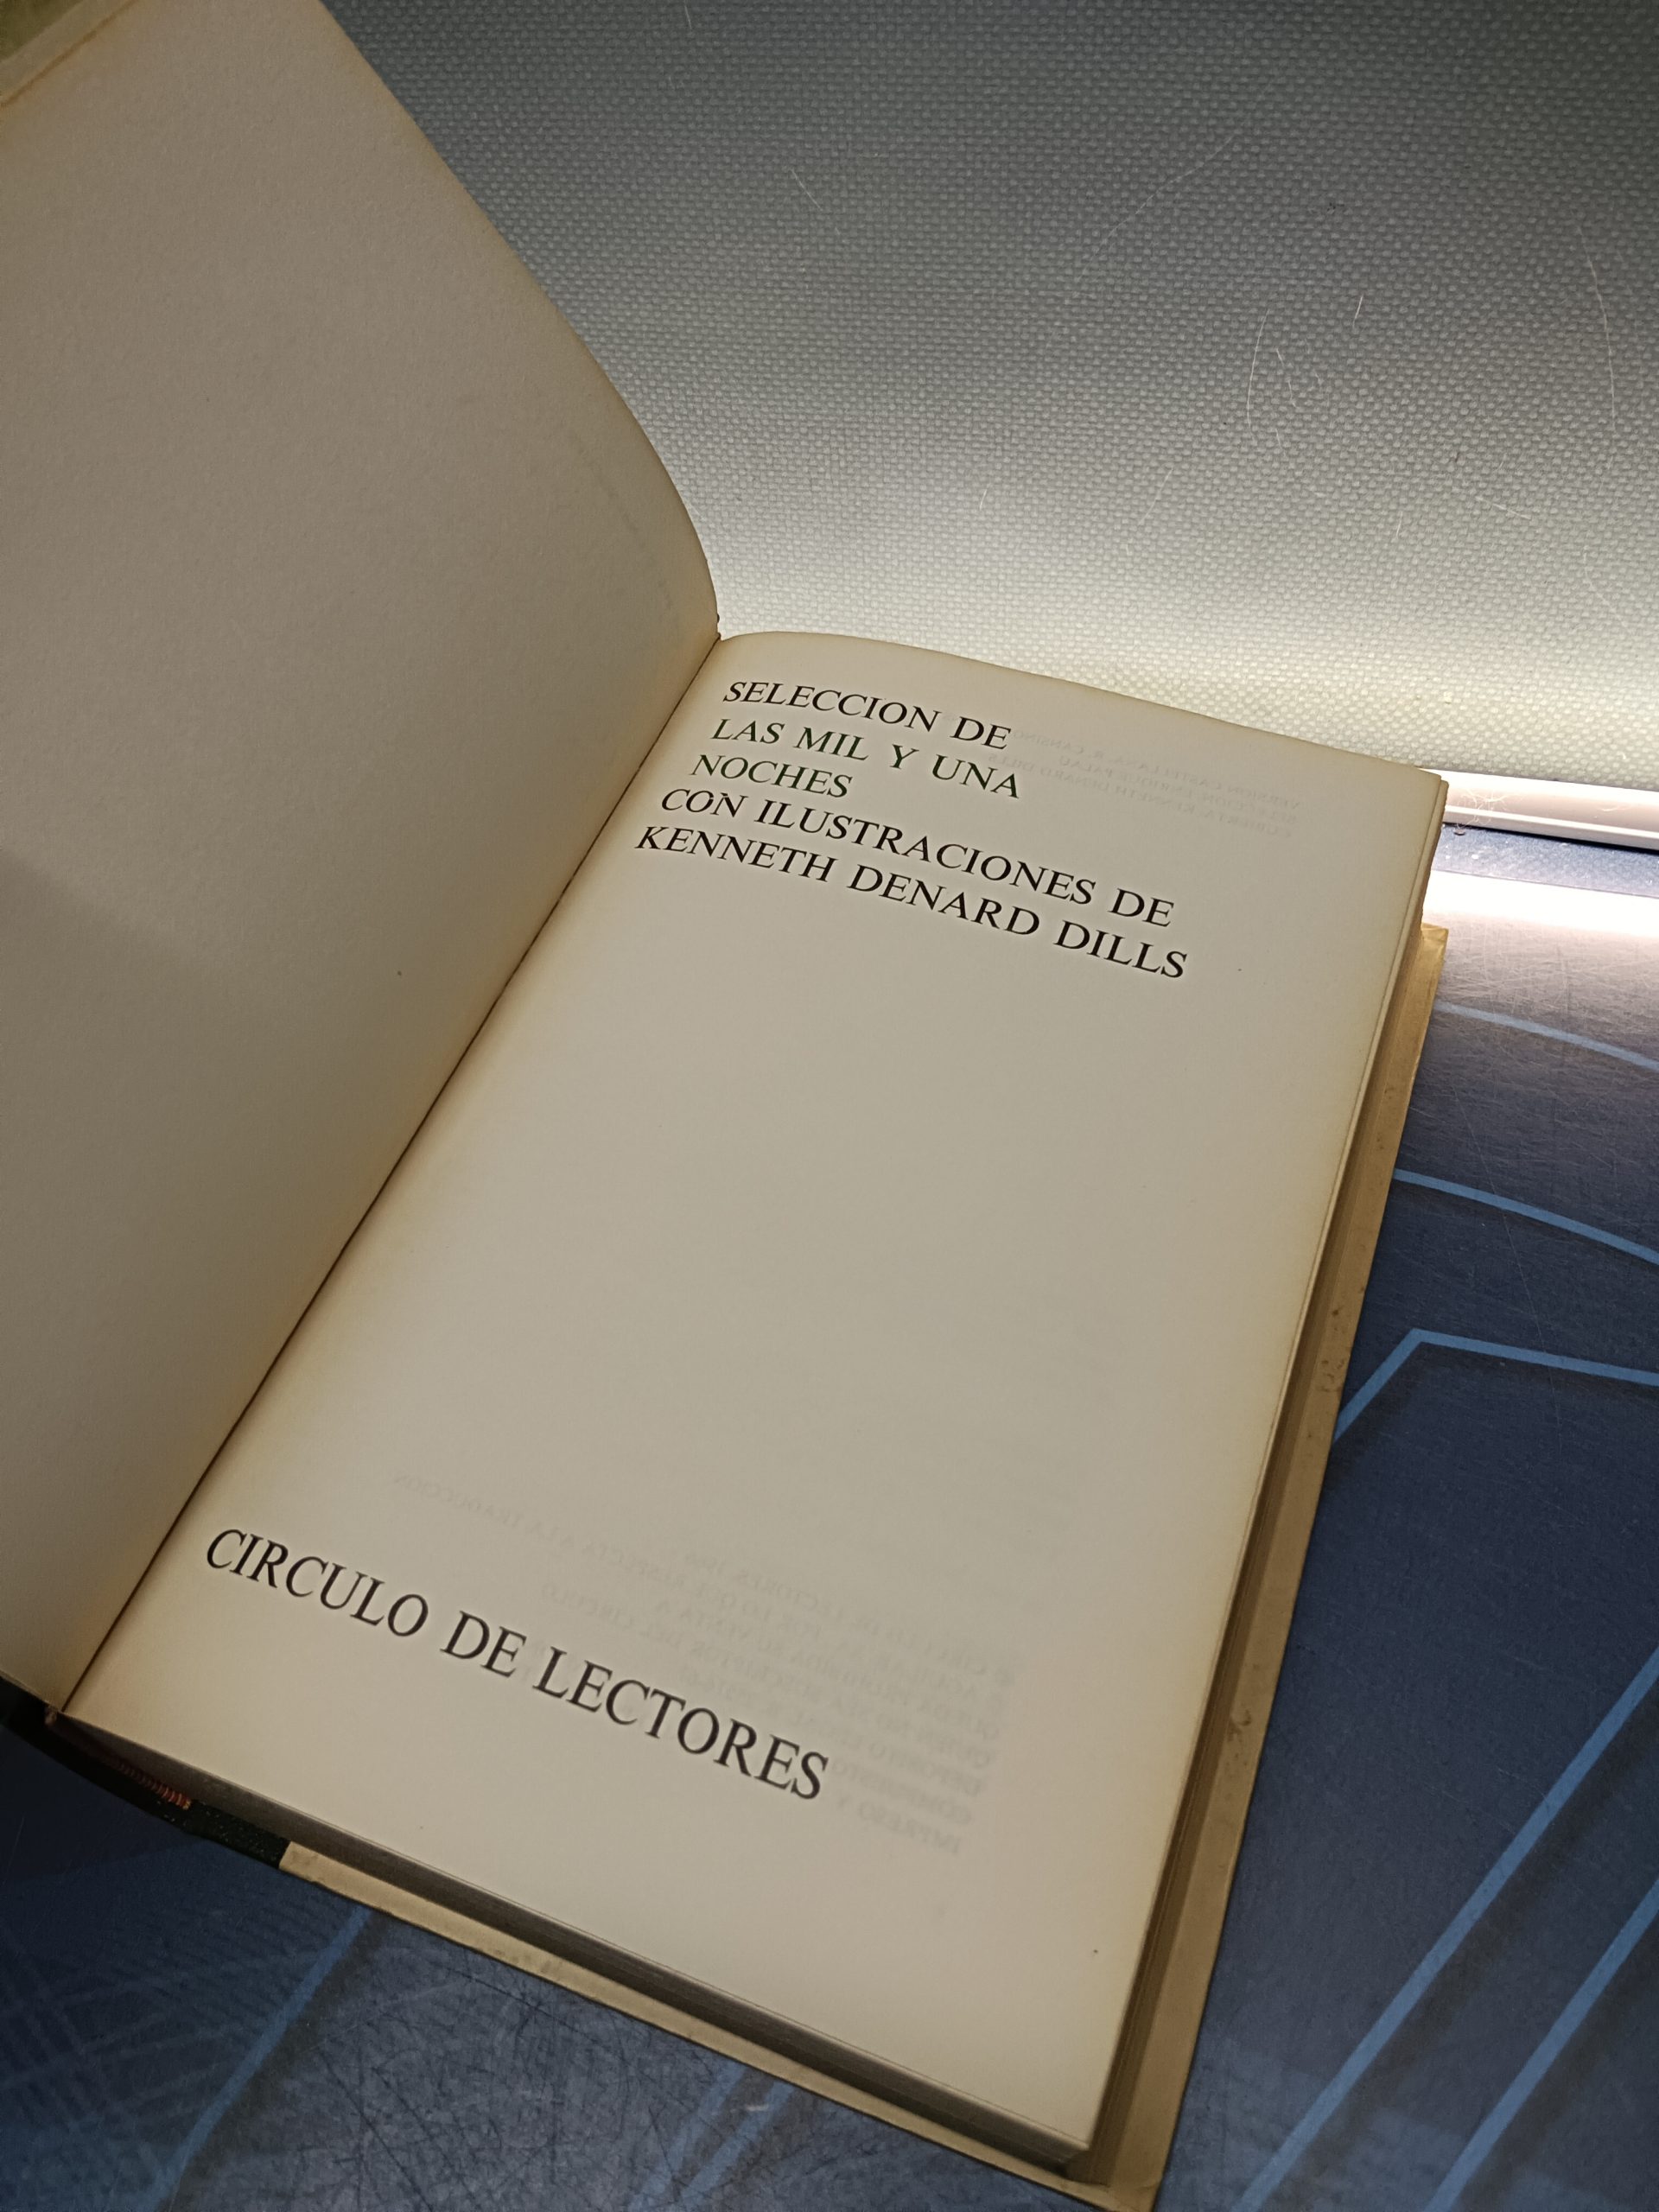 SELECCION DE
LAS MIL Y UNA
NOCHES
CON ILUSTRACIONES DE
KENNETH DENARD DILLS
CIRCULO DE LECTORES